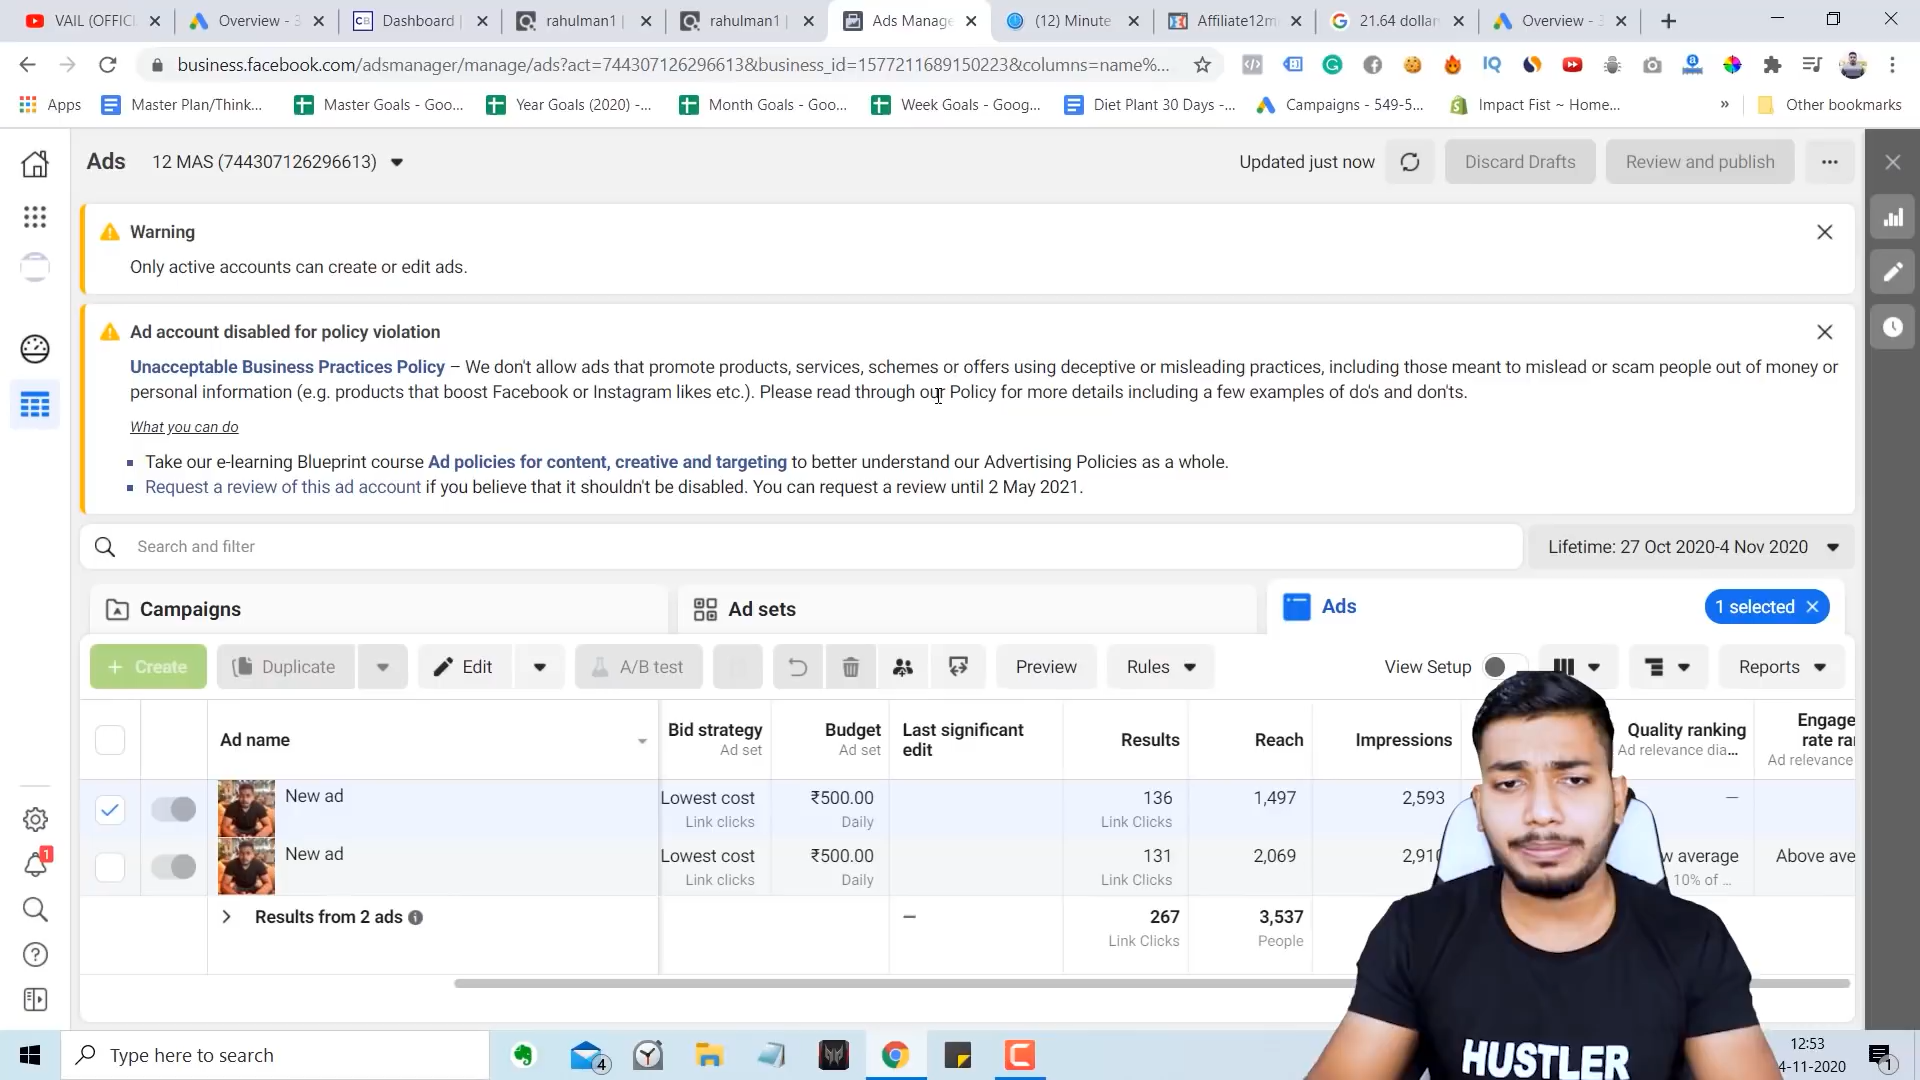 VAIL (OFFICI
Overview - 3
Dashboard |
rahulman1 |
rahulman1 |
Ads Manage
(12) Minute
Affiliate12m
21.64 dollar
Overview - 3
business.facebook.com/adsmanager/manage/ads?act=744307126296613&business_id=1577211689150223&columns=name%...
Apps
Master Plan/Think...
Master Goals - Goo...
Year Goals (2020) -...
Month Goals - Goo...
Week Goals - Goog...
Diet Plant 30 Days -...
Campaigns - 549-5...
Impact Fist ~ Home...
»
Other bookmarks
Ads
12 MAS (744307126296613)
Updated just now
Discard Drafts
Review and publish
Warning
Only active accounts can create or edit ads.
Ad account disabled for policy violation
Unacceptable Business Practices Policy – We don't allow ads that promote products, services, schemes or offers using deceptive or misleading practices, including those meant to mislead or scam people out of money or
personal information (e.g. products that boost Facebook or Instagram likes etc.). Please read through our Policy for more details including a few examples of do's and don'ts.
What you can do
Take our e-learning Blueprint course Ad policies for content, creative and targeting to better understand our Advertising Policies as a whole.
Request a review of this ad account if you believe that it shouldn't be disabled. You can request a review until 2 May 2021.
Search and filter
Lifetime: 27 Oct 2020-4 Nov 2020
Campaigns
Ad sets
Ads
1 selected
+ Create
Duplicate
Edit
A/B test
Preview
Rules
View Setup
Reports
Ad name
Bid strategy
Ad set
Budget
Ad set
Last significant
edit
Results
Reach
Impressions
Quality ranking
Ad relevance dia...
Engage
rate ra
Ad relevance
New ad
Lowest cost
Link clicks
₹500.00
Daily
136
Link Clicks
1,497
2,593
—
New ad
Lowest cost
Link clicks
₹500.00
Daily
131
Link Clicks
2,069
2,910
w average
10% of ...
Above ave
Results from 2 ads
—
267
Link Clicks
3,537
People
1
HUSTLER
Type here to search
4
12:53
4-11-2020
1